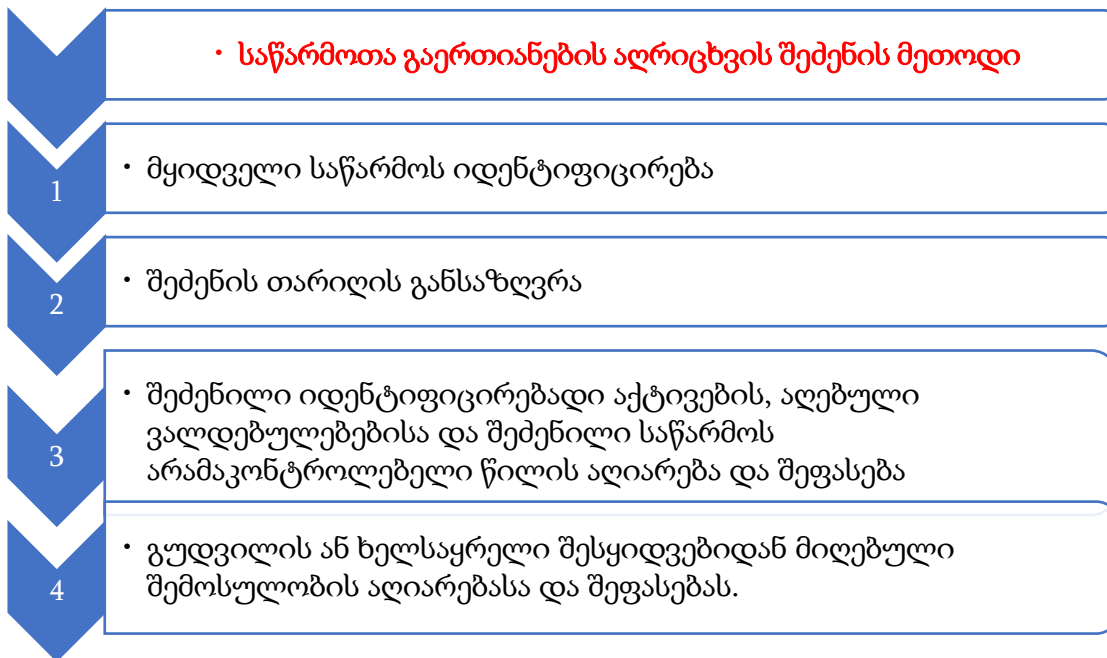 · საწარმოთა გაერთიანების აღრიცხვის შეძენის მეთოდი
1
· მყიდველი საწარმოს იდენტიფიცირება
2
· შეძენის თარიღის განსაზღვრა
3
· შეძენილი იდენტიფიცირებადი აქტივების, აღებული
ვალდებულებებისა და შეძენილი საწარმოს
არამაკონტროლებელი წილის აღიარება და შეფასება
4
· გუდვილის ან ხელსაყრელი შესყიდვებიდან მიღებული
შემოსულობის აღიარებასა და შეფასებას.